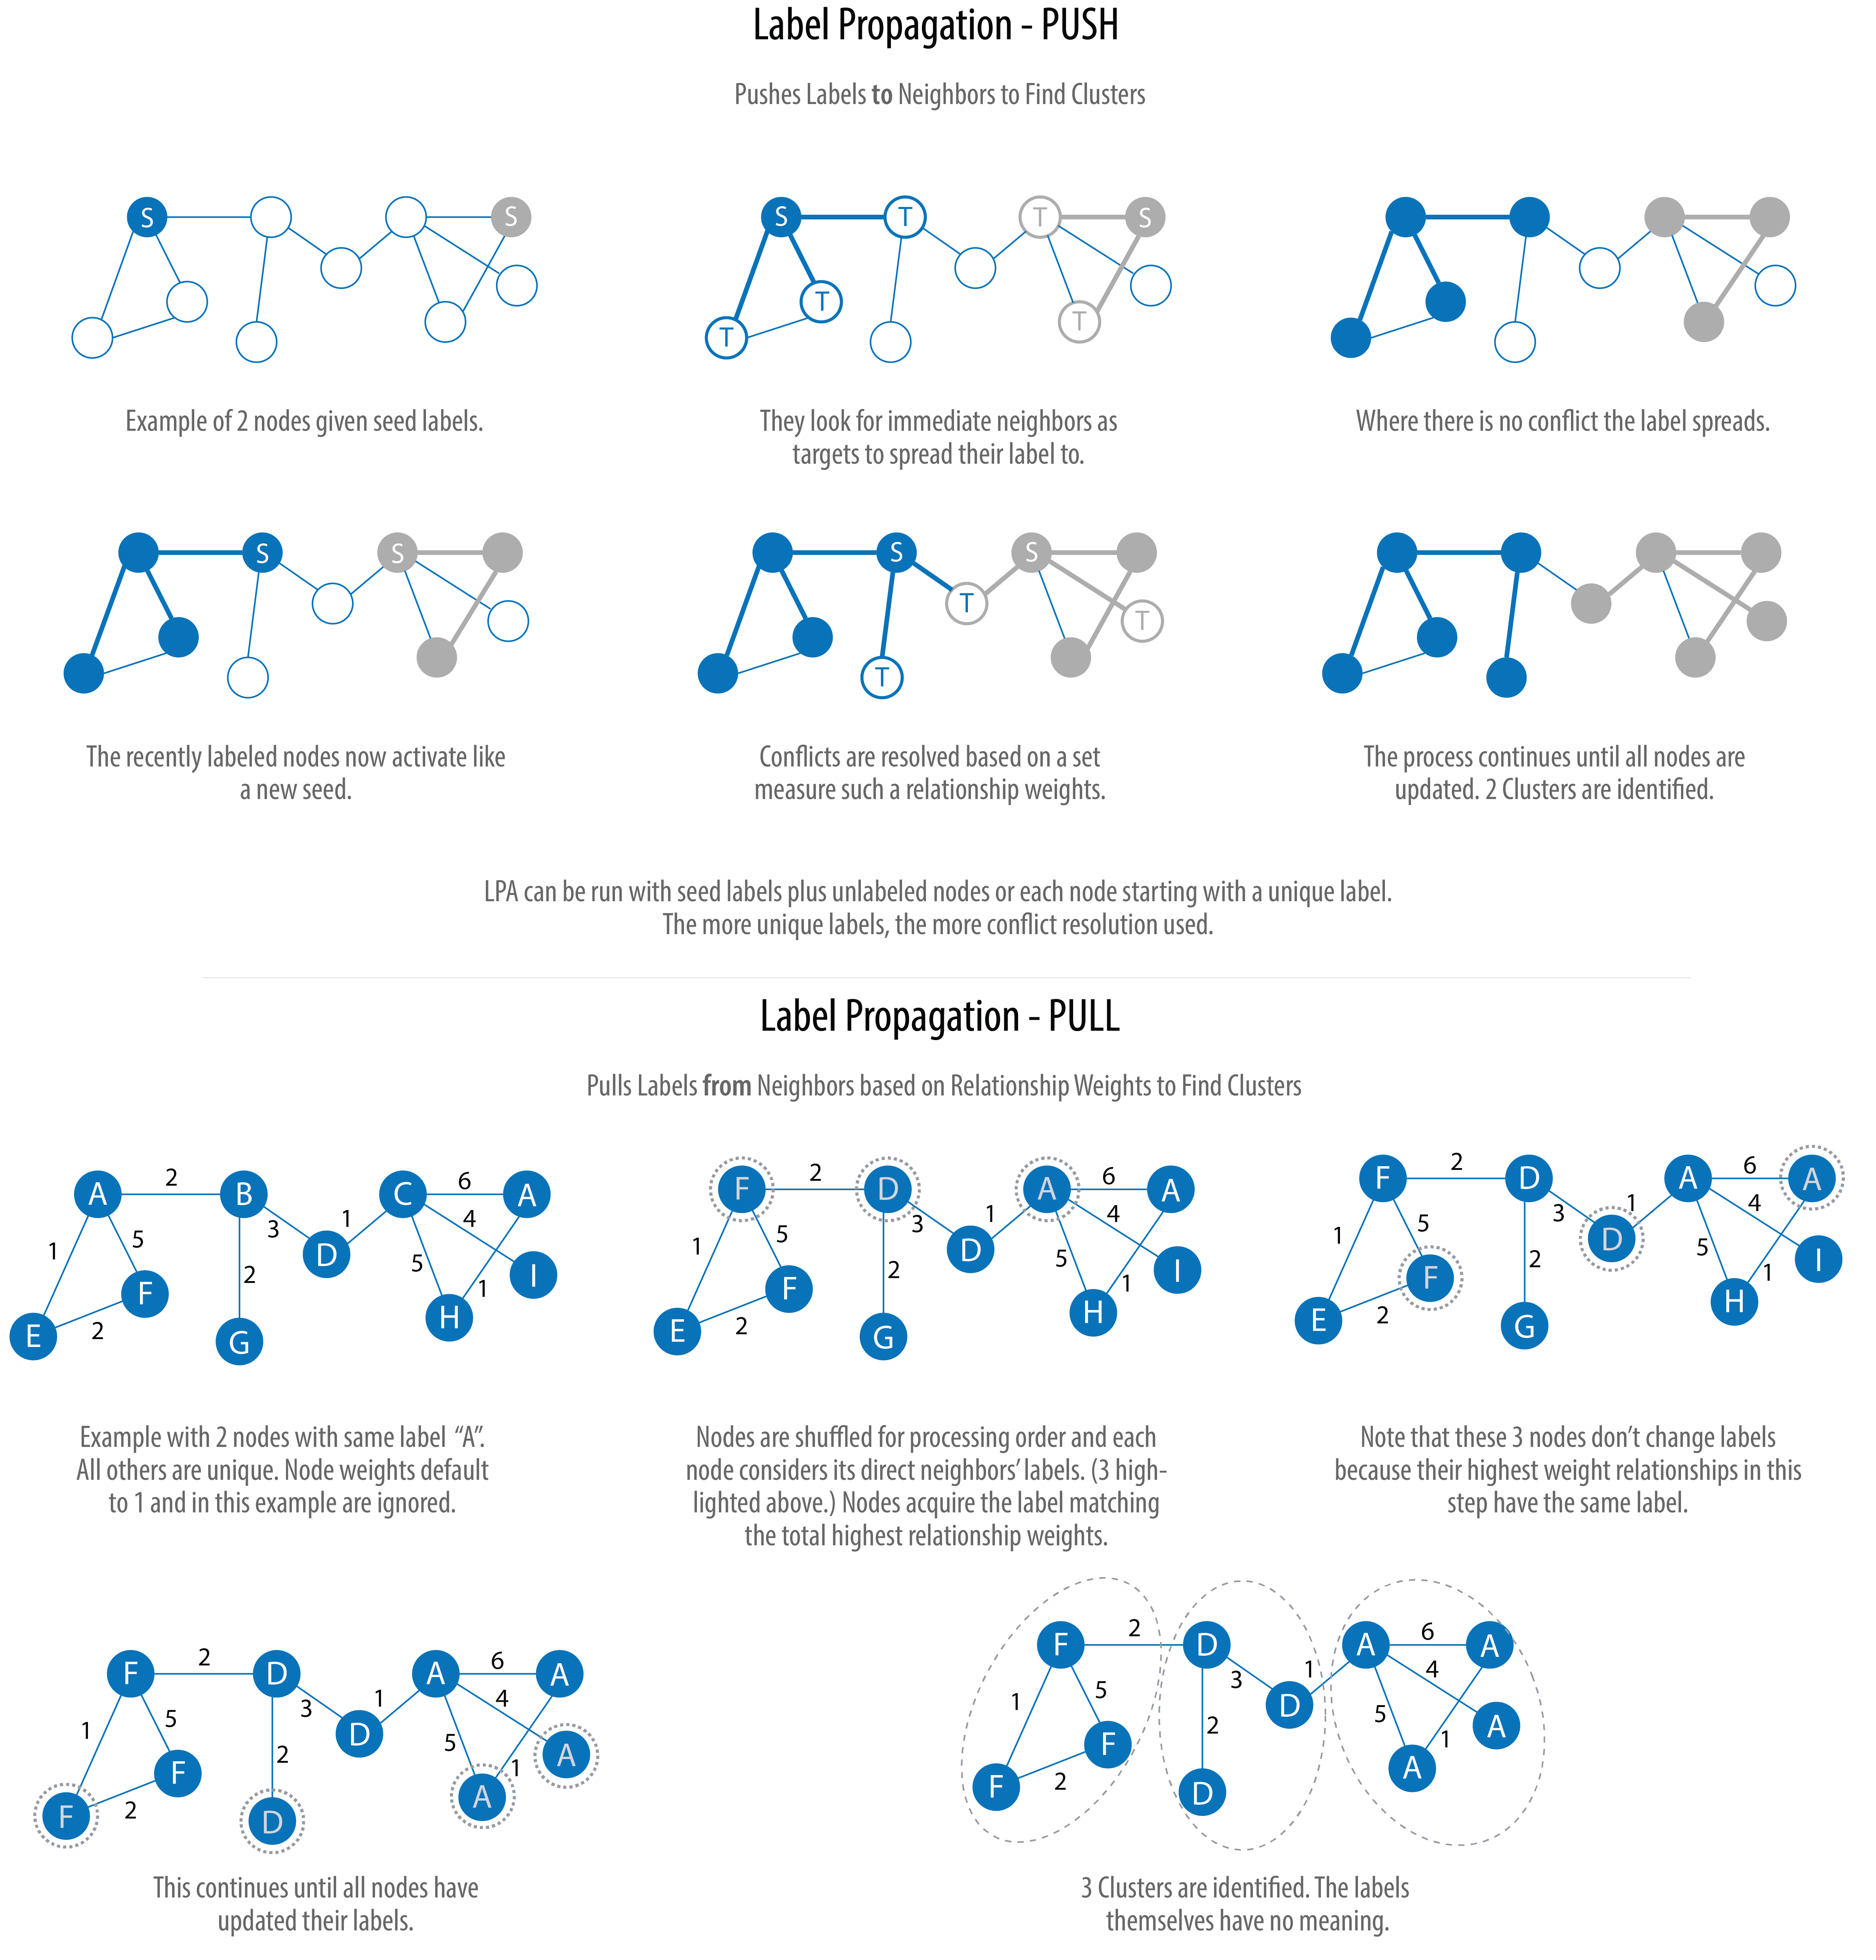 Label Propagation - PUSH
Pushes Labels to Neighbors to Find Clusters
S S
S T T S
T T T
Example of 2 nodes given seed labels.
They look for immediate neighbors as
targets to spread their label to.
Where there is no conflict the label spreads.
S S
S S
T T
T
The recently labeled nodes now activate like
a new seed.
Conflicts are resolved based on a set
measure such a relationship weights.
The process continues until all nodes are
updated. 2 Clusters are identified.
LPA can be run with seed labels plus unlabeled nodes or each node starting with a unique label.
The more unique labels, the more conflict resolution used.
Label Propagation - PULL
Pulls Labels from Neighbors based on Relationship Weights to Find Clusters
A 2 B C 6 A
1 5 3 1 4
D 5 I
F 2 1
E 2 G H
F 2 D A 6 A
1 5 3 1 4
D 5 I
F 2 1
E 2 G H
F 2 D A 6 A
1 5 3 1 4
D 5 I
F 2 1
E 2 G H
Example with 2 nodes with same label “A”.
All others are unique. Node weights default
to 1 and in this example are ignored.
Nodes are shuffled for processing order and each
node considers its direct neighbors’ labels. (3 high-
lighted above.) Nodes acquire the label matching
the total highest relationship weights.
Note that these 3 nodes don’t change labels
because their highest weight relationships in this
step have the same label.
F 2 D A 6 A
1 5 3 1 4
D 5 A
F 2 1
F 2 D A
F 2 D A 6 A
1 5 3 1 4
D 5 A
F 2 1
F 2 D A
This continues until all nodes have
updated their labels.
3 Clusters are identified. The labels
themselves have no meaning.